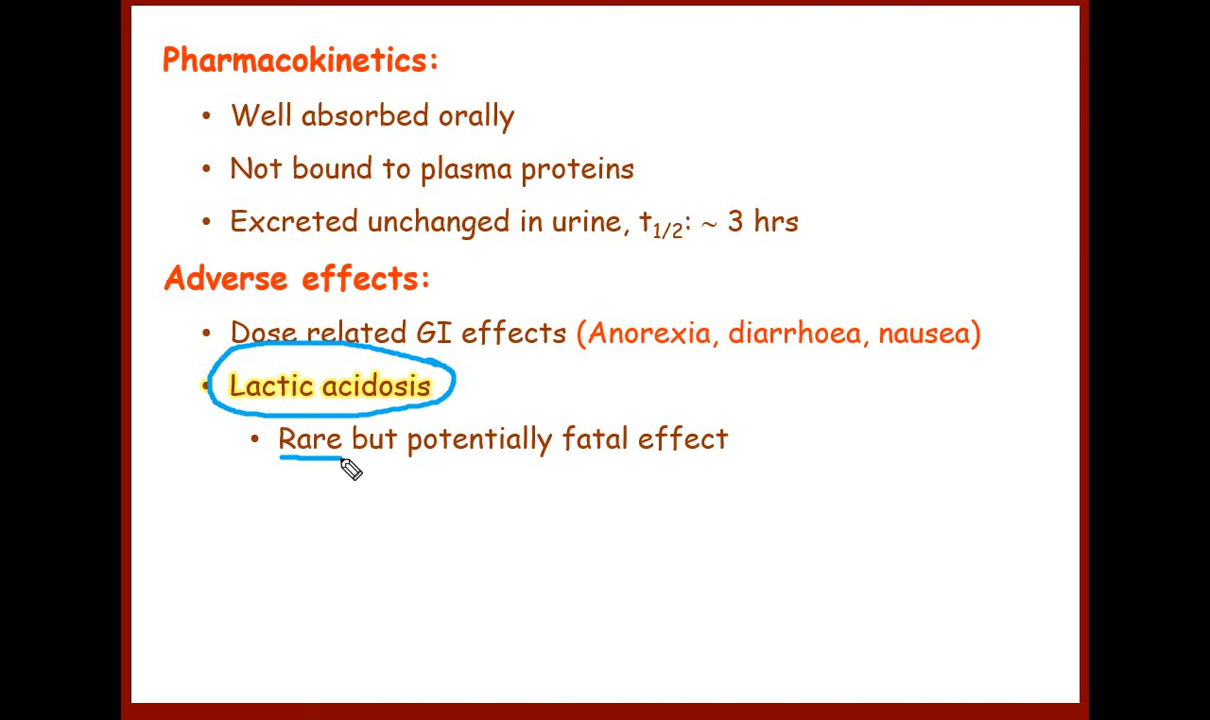 Pharmacokinetics:
• Well absorbed orally
• Not bound to plasma proteins
• Excreted unchanged in urine, t1/2: ~ 3 hrs
Adverse effects:
• Dose related GI effects (Anorexia, diarrhoea, nausea)
• Lactic acidosis
• Rare but potentially fatal effect